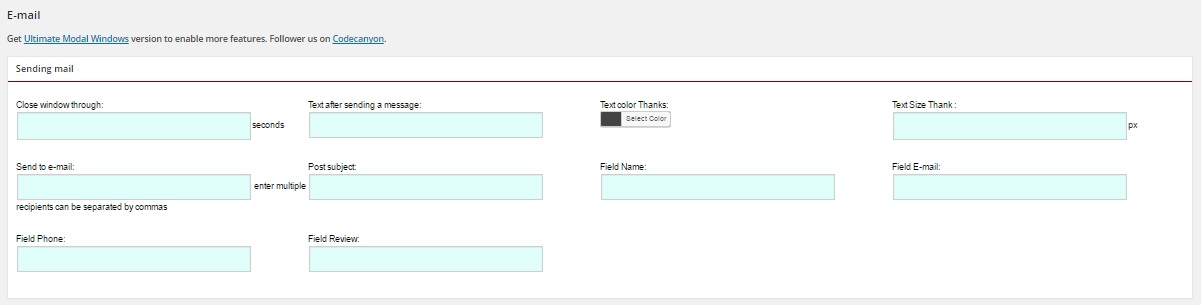 E-mail
Get Ultimate Modal Windows version to enable more features. Follower us on Codecanyon.
Sending mail
Close window through: Text after sending a message: Text color Thanks: Text Size Thank :
seconds Select Color px
Send to e-mail: Post subject: Field Name: Field E-mail:
enter multiple
recipients can be separated by commas
Field Phone: Field Review: